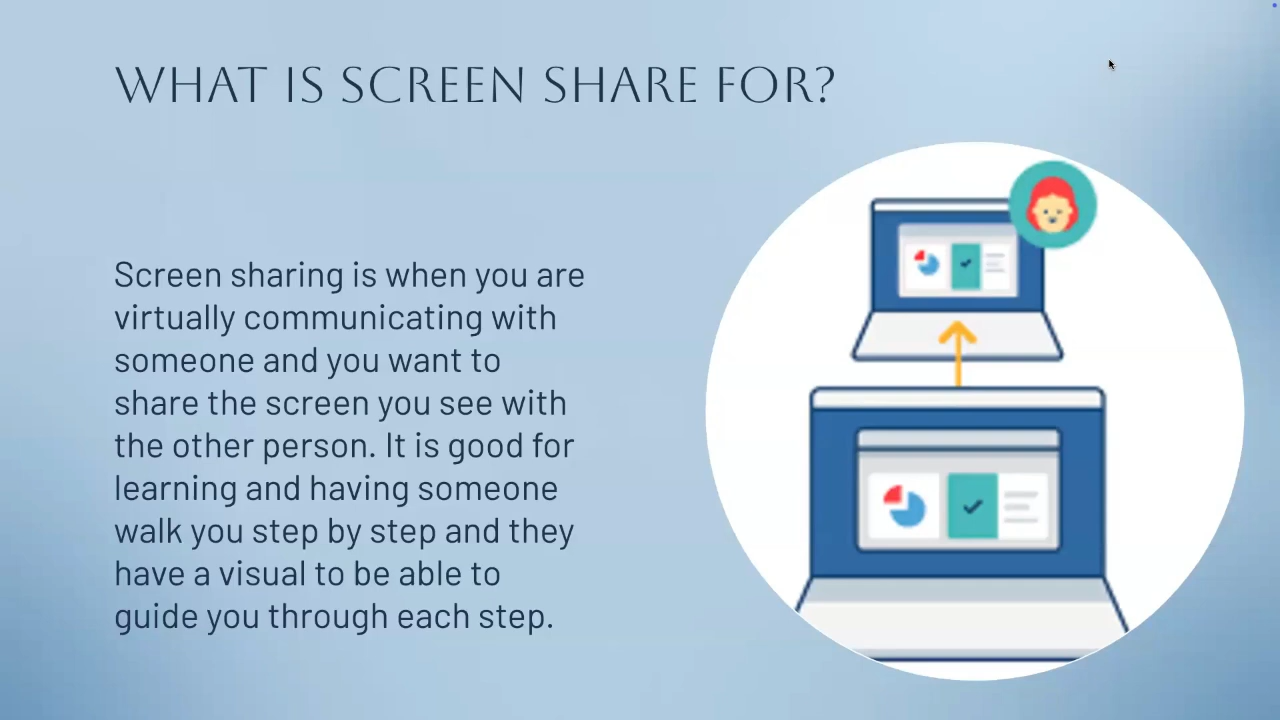 WHAT IS SCREEN SHARE FOR?
Screen sharing is when you are
virtually communicating with
someone and you want to
share the screen you see with
the other person. It is good for
learning and having someone
walk you step by step and they
have a visual to be able to
guide you through each step.